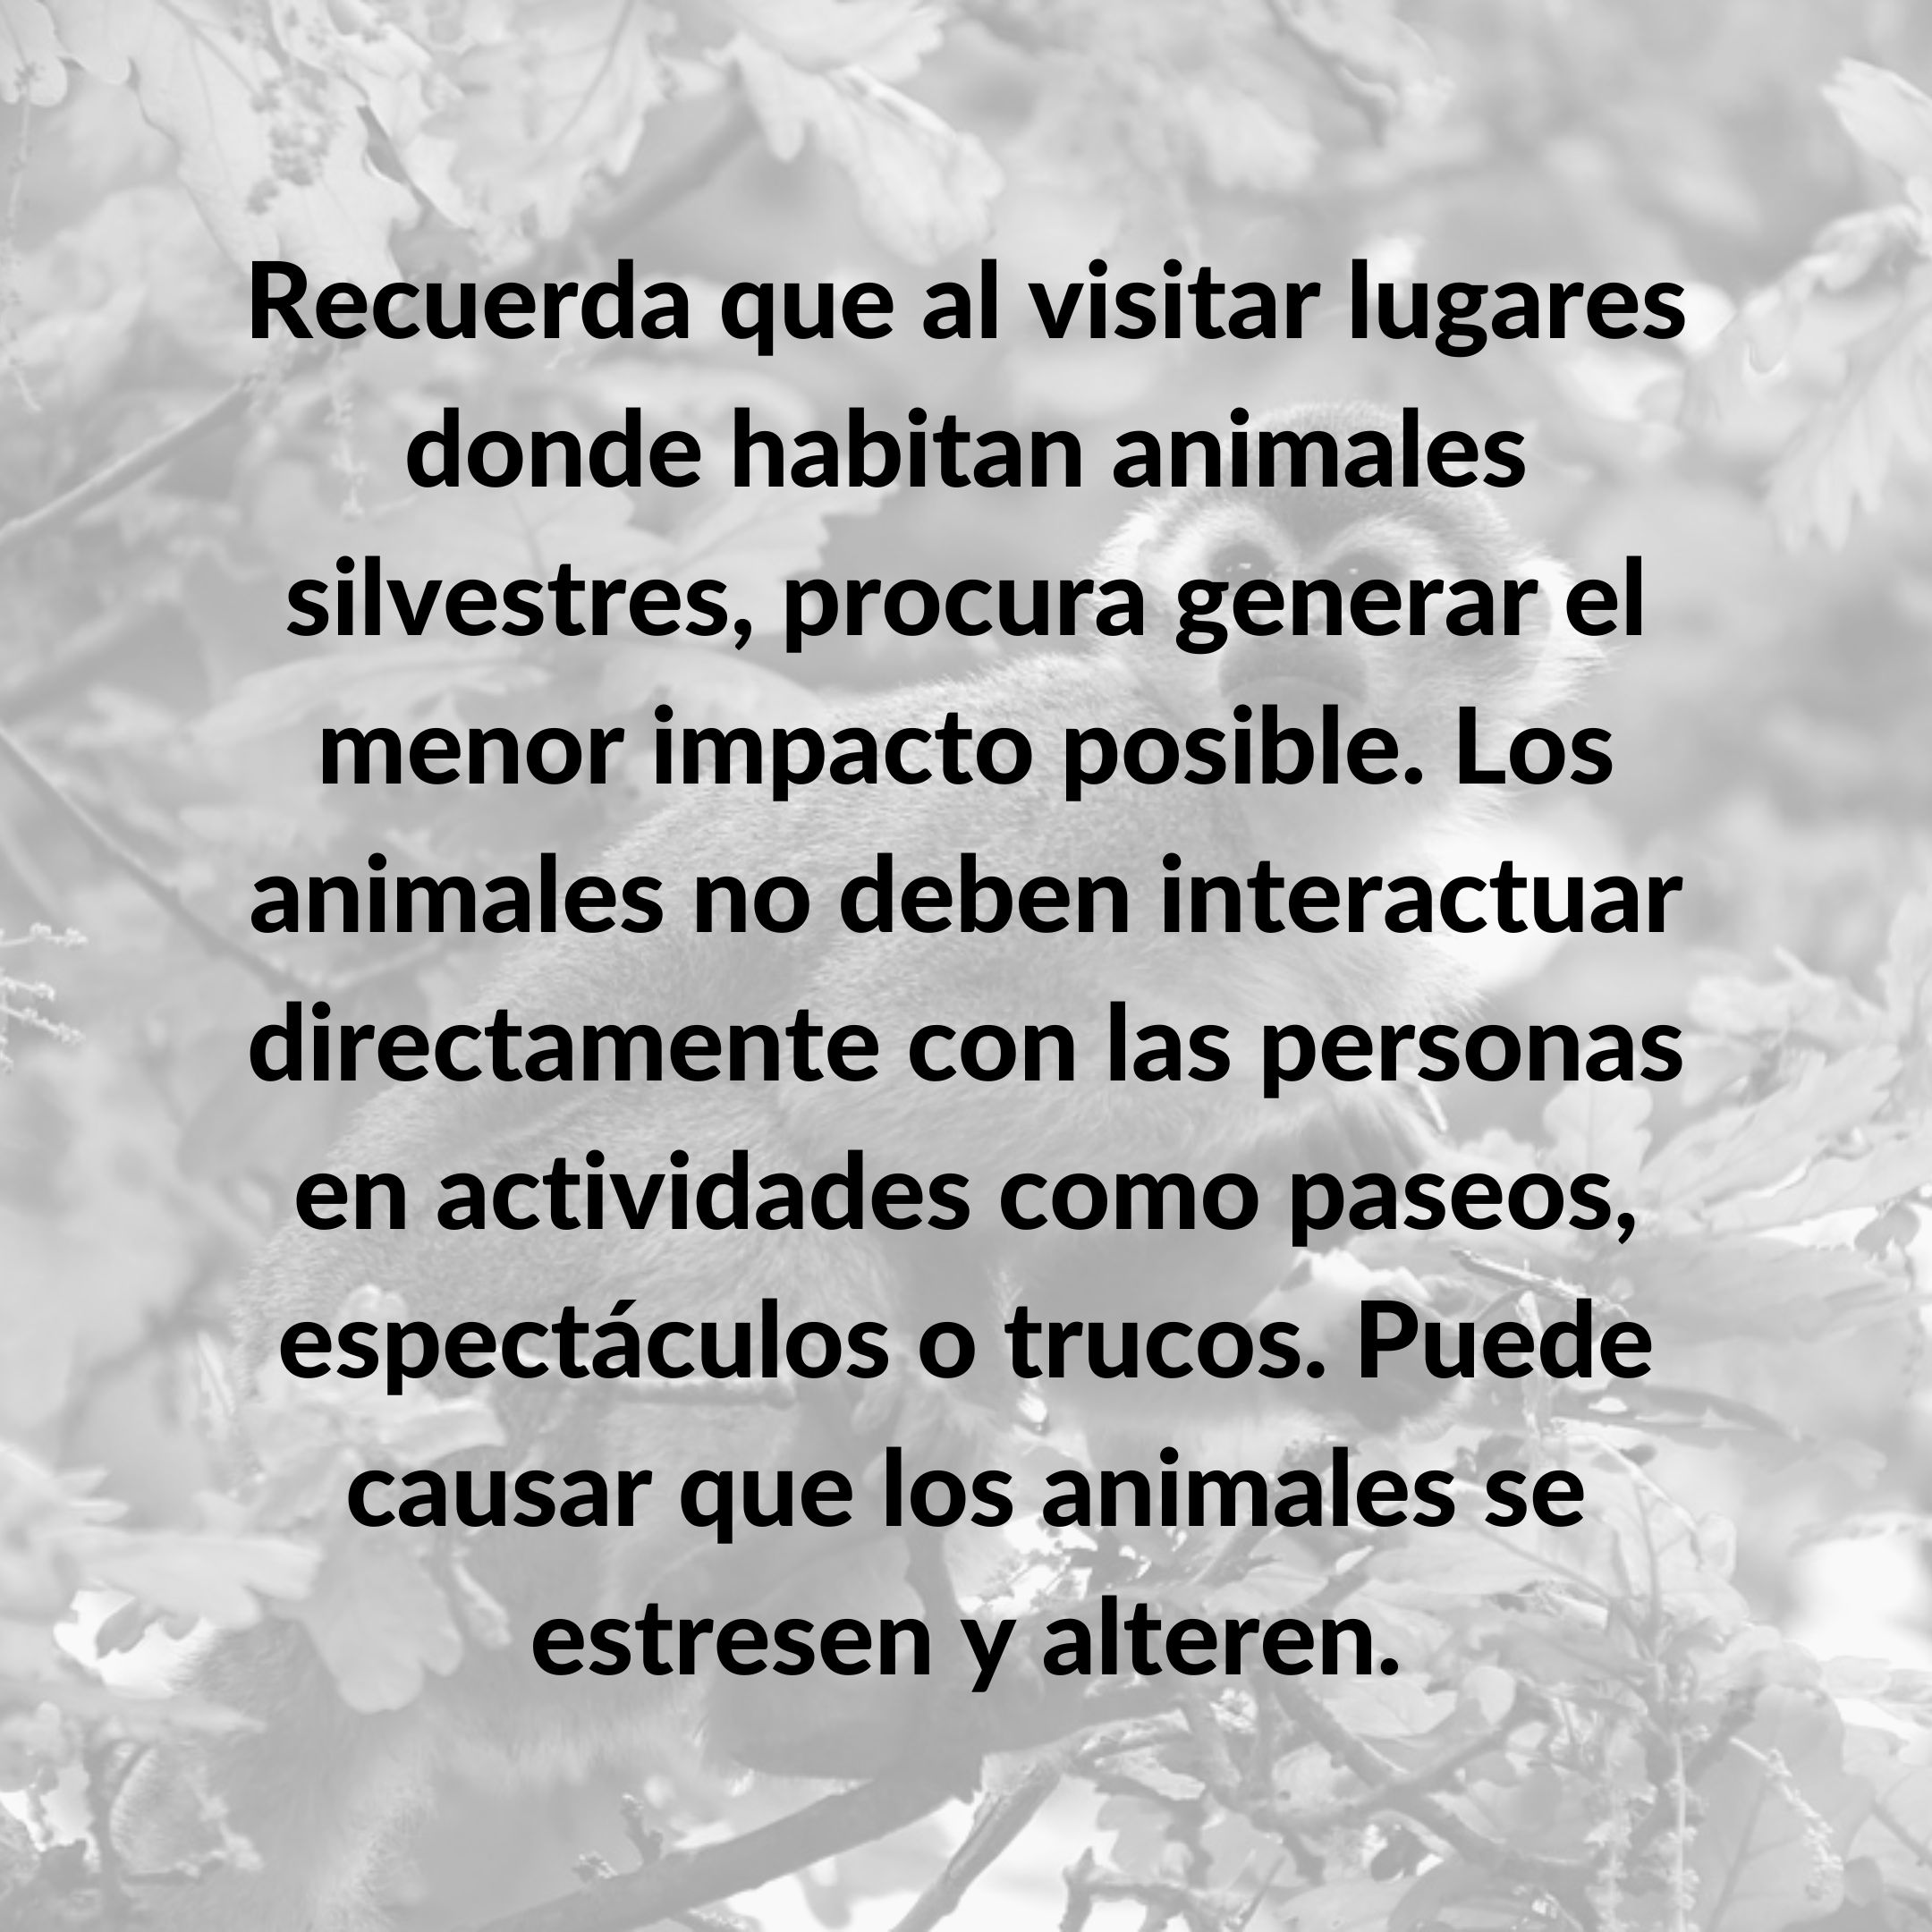 Recuerda que al visitar lugares
donde habitan animales
silvestres, procura generar el
menor impacto posible. Los
animales no deben interactuar
directamente con las personas
en actividades como paseos,
espectáculos o trucos. Puede
causar que los animales se
estresen y alteren.